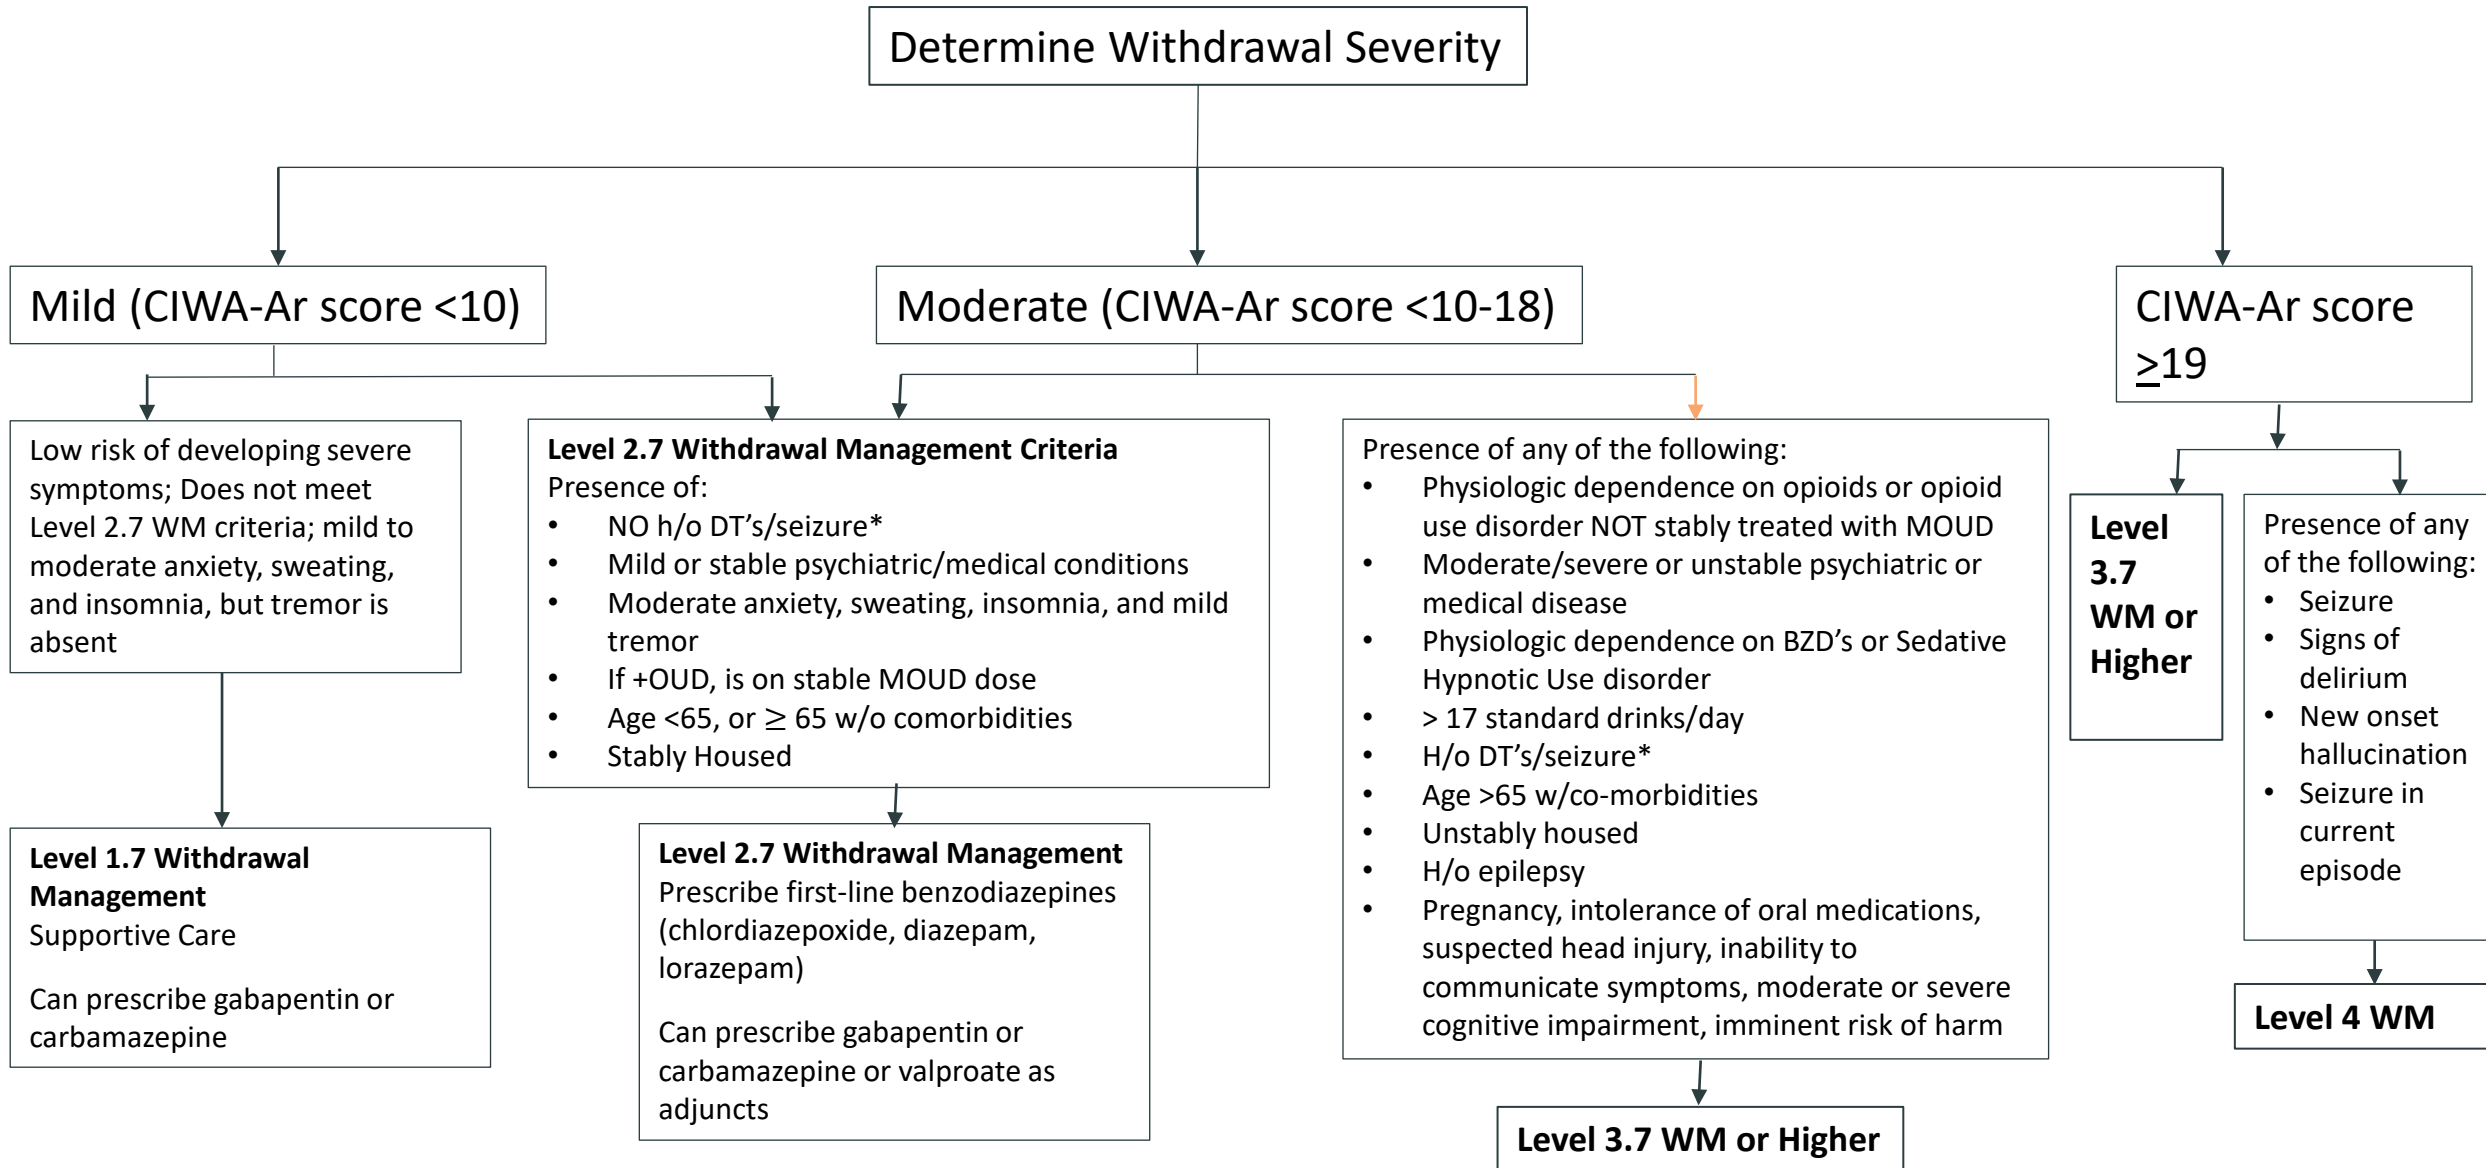 Determine Withdrawal Severity
Mild (CIWA-Ar score <10)
Moderate (CIWA-Ar score <10-18)
CIWA-Ar score
≥19
Low risk of developing severe
symptoms; Does not meet
Level 2.7 WM criteria; mild to
moderate anxiety, sweating,
and insomnia, but tremor is
absent
Level 2.7 Withdrawal Management Criteria
Presence of:
• NO h/o DT’s/seizure*
• Mild or stable psychiatric/medical conditions
• Moderate anxiety, sweating, insomnia, and mild
tremor
• If +OUD, is on stable MOUD dose
• Age <65, or ≥ 65 w/o comorbidities
• Stably Housed
Presence of any of the following:
• Physiologic dependence on opioids or opioid
use disorder NOT stably treated with MOUD
• Moderate/severe or unstable psychiatric or
medical disease
• Physiologic dependence on BZD’s or Sedative
Hypnotic Use disorder
• > 17 standard drinks/day
• H/o DT’s/seizure*
• Age >65 w/co-morbidities
• Unstably housed
• H/o epilepsy
• Pregnancy, intolerance of oral medications,
suspected head injury, inability to
communicate symptoms, moderate or severe
cognitive impairment, imminent risk of harm
Level
3.7
WM or
Higher
Presence of any
of the following:
• Seizure
• Signs of
delirium
• New onset
hallucination
• Seizure in
current
episode
Level 1.7 Withdrawal
Management
Supportive Care
Can prescribe gabapentin or
carbamazepine
Level 2.7 Withdrawal Management
Prescribe first-line benzodiazepines
(chlordiazepoxide, diazepam,
lorazepam)
Can prescribe gabapentin or
carbamazepine or valproate as
adjuncts
Level 3.7 WM or Higher
Level 4 WM